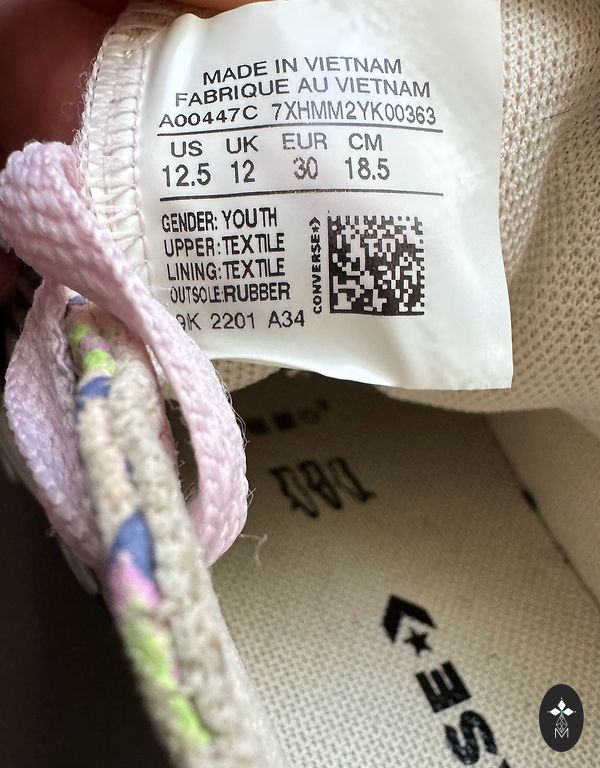 MADE IN VIETNAM
FABRIQUE AU VIETNAM
A00447C 7XHMM2YK00363
US UK EUR CM
12.5 12 30 18.5
GENDER: YOUTH
UPPER: TEXTILE
LINING: TEXTILE
OUTSOLE: RUBBER
CONVERSE
2201 A34
SE
M